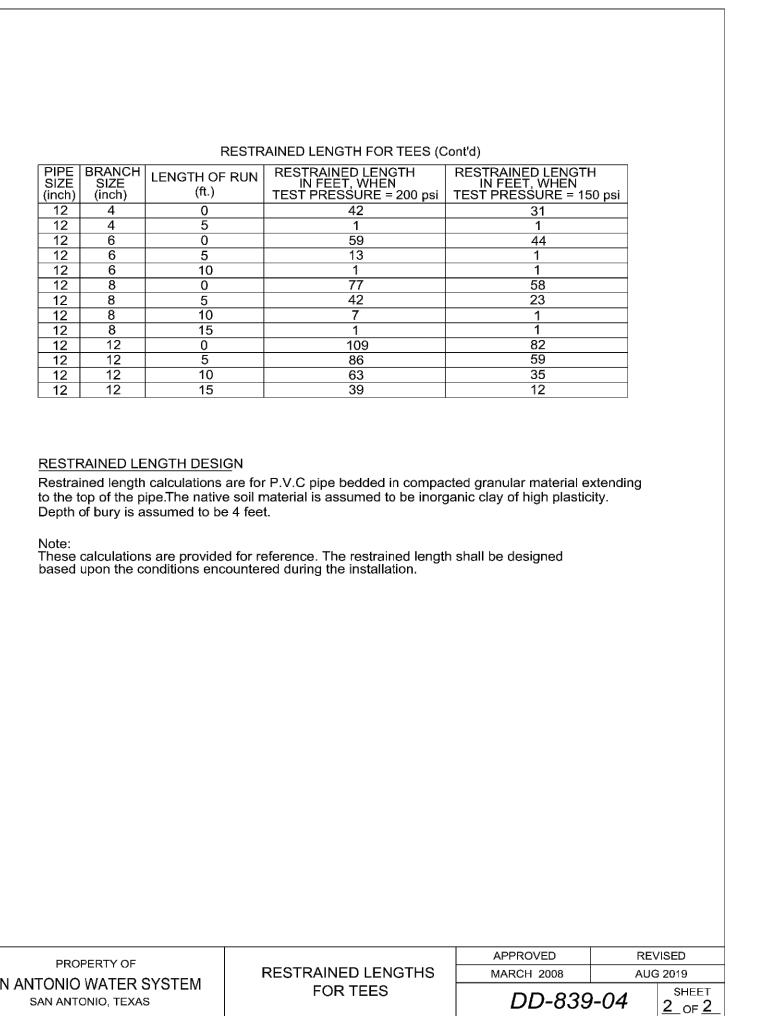 RESTRAINED LENGTH FOR TEES (Cont'd)
PIPE SIZE (inch) BRANCH SIZE (inch) LENGTH OF RUN (ft.) RESTRAINED LENGTH IN FEET, WHEN TEST PRESSURE = 200 psi RESTRAINED LENGTH IN FEET, WHEN TEST PRESSURE = 150 psi
12 4 0 42 31
12 4 5 1 1
12 6 0 59 44
12 6 5 13 1
12 6 10 1 1
12 8 0 77 58
12 8 5 42 23
12 8 10 7 1
12 8 15 1 1
12 12 0 109 82
12 12 5 86 59
12 12 10 63 35
12 12 15 39 12
RESTRAINED LENGTH DESIGN
Restrained length calculations are for P.V.C pipe bedded in compacted granular material extending
to the top of the pipe.The native soil material is assumed to be inorganic clay of high plasticity.
Depth of bury is assumed to be 4 feet.
Note:
These calculations are provided for reference. The restrained length shall be designed
based upon the conditions encountered during the installation.
PROPERTY OF
N ANTONIO WATER SYSTEM
SAN ANTONIO, TEXAS
RESTRAINED LENGTHS
FOR TEES
APPROVED
MARCH 2008
REVISED
AUG 2019
DD-839-04
SHEET
2 OF 2